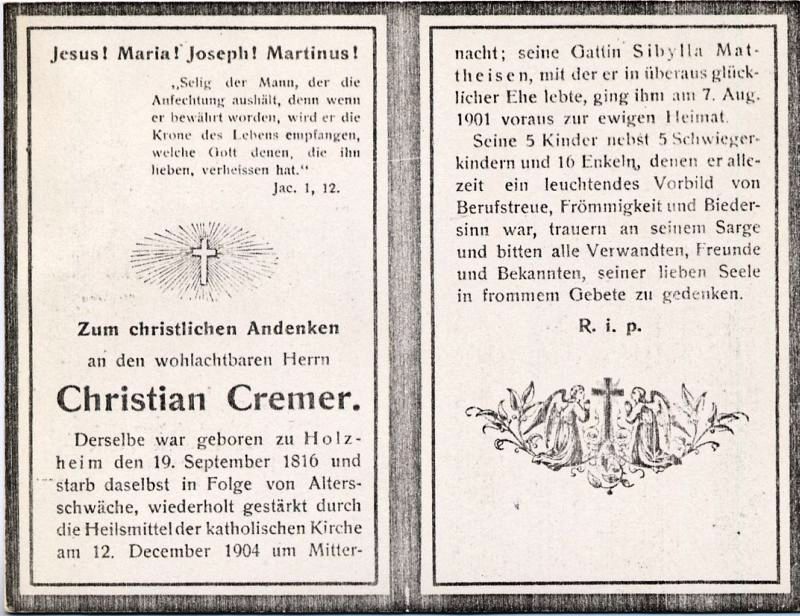 Jesus! Maria! Joseph! Martinus!
„Selig der Mann, der die
Anfechtung aushält, denn wenn
er bewährt worden, wird er die
Krone des Lebens empfangen,
welche Gott denen, die ihn
lieben, verheissen hat.“
Jac. 1, 12.
Zum christlichen Andenken
an den wohlachtbaren Herrn
Christian Cremer.
Derselbe war geboren zu Holz-
heim den 19. September 1816 und
starb daselbst in Folge von Alters-
schwäche, wiederholt gestärkt durch
die Heilsmittel der katholischen Kirche
am 12. December 1904 um Mitter-
nacht; seine Gattin Sibylla Mat-
theisen, mit der er in überaus glück-
licher Ehe lebte, ging ihm am 7. Aug.
1901 voraus zur ewigen Heimat.
Seine 5 Kinder nebst 5 Schwieger-
kindern und 16 Enkeln, denen er alle-
zeit ein leuchtendes Vorbild von
Berufstreue, Frömmigkeit und Bieder-
sinn war, trauern an seinem Sarge
und bitten alle Verwandten, Freunde
und Bekannten, seiner lieben Seele
in frommem Gebete zu gedenken.
R. i. p.